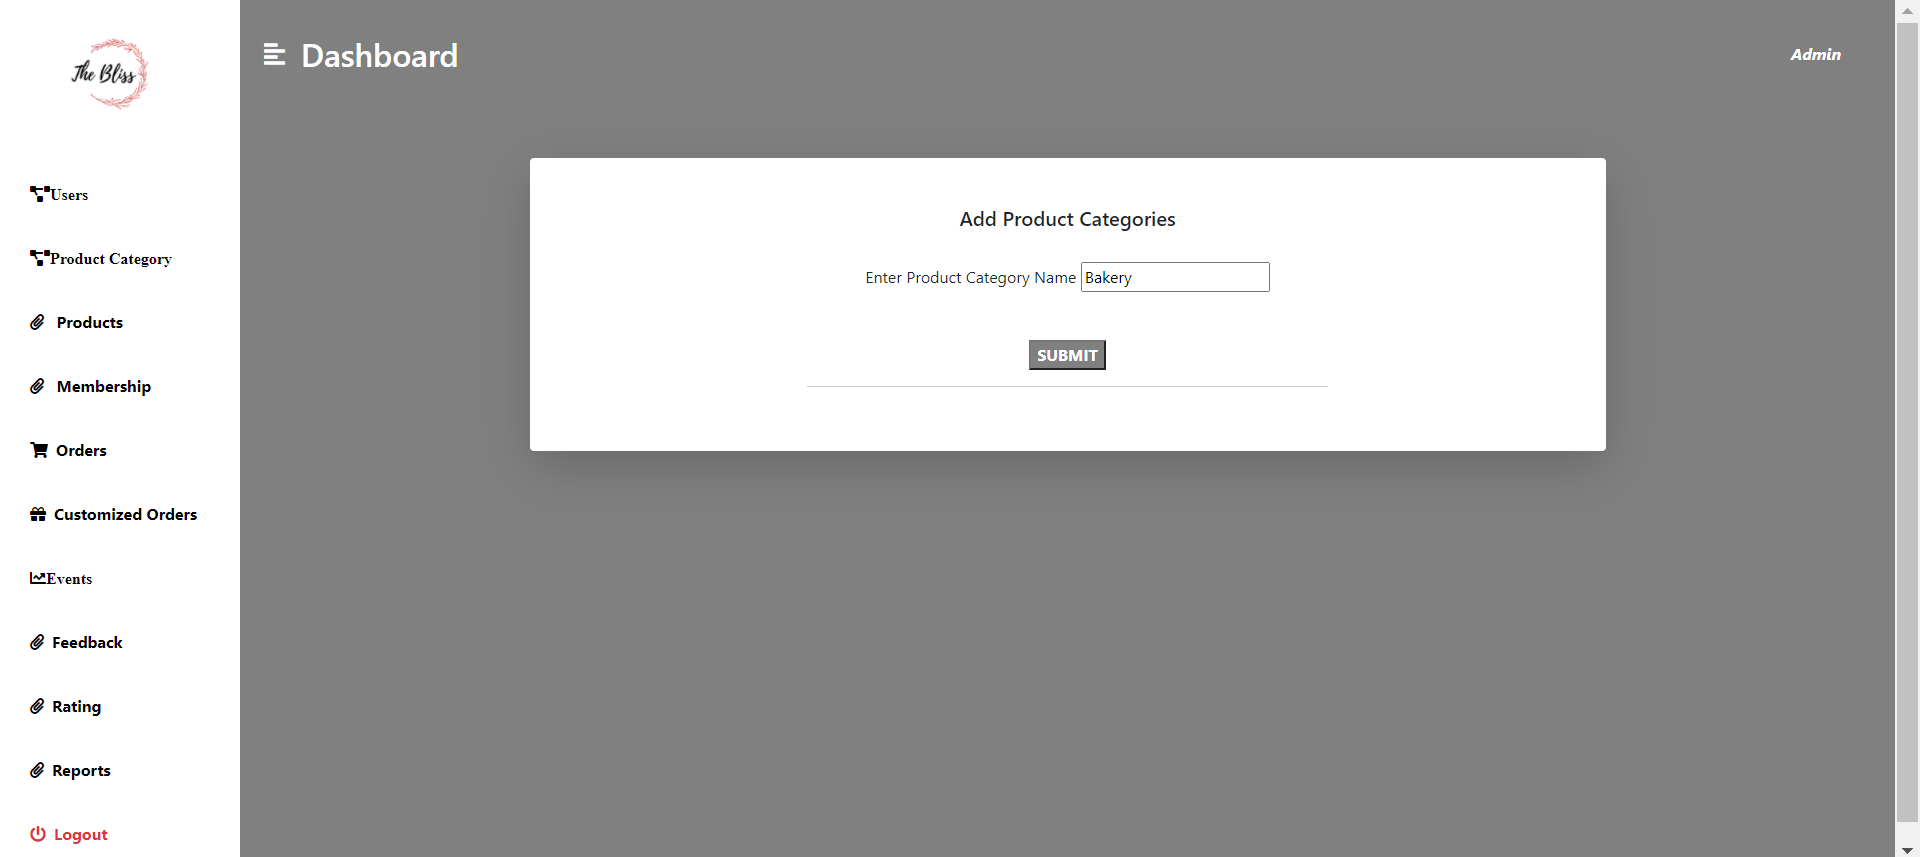 The Bliss
Users
Product Category
Products
Membership
Orders
Customized Orders
Events
Feedback
Rating
Reports
Logout
Dashboard
Admin
Add Product Categories
Enter Product Category Name Bakery
SUBMIT